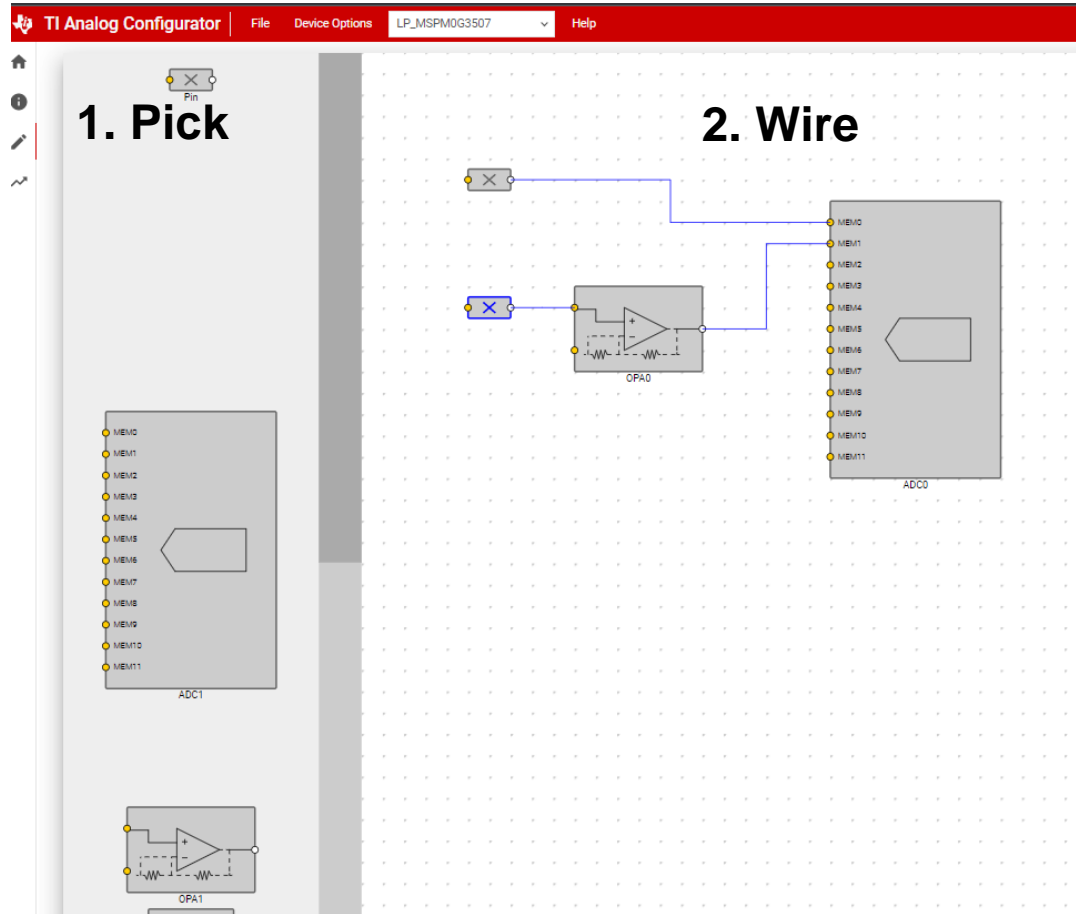 TI Analog Configurator File Device Options LP_MSPM0G3507 Help
Pin
1. Pick
2. Wire
MEM0
MEM1
MEM2
MEM3
MEM4
MEM5
MEM6
MEM7
MEM8
MEM9
MEM10
MEM11
ADC0
+
−
OPA0
MEM0
MEM1
MEM2
MEM3
MEM4
MEM5
MEM6
MEM7
MEM8
MEM9
MEM10
MEM11
ADC1
+
−
OPA1